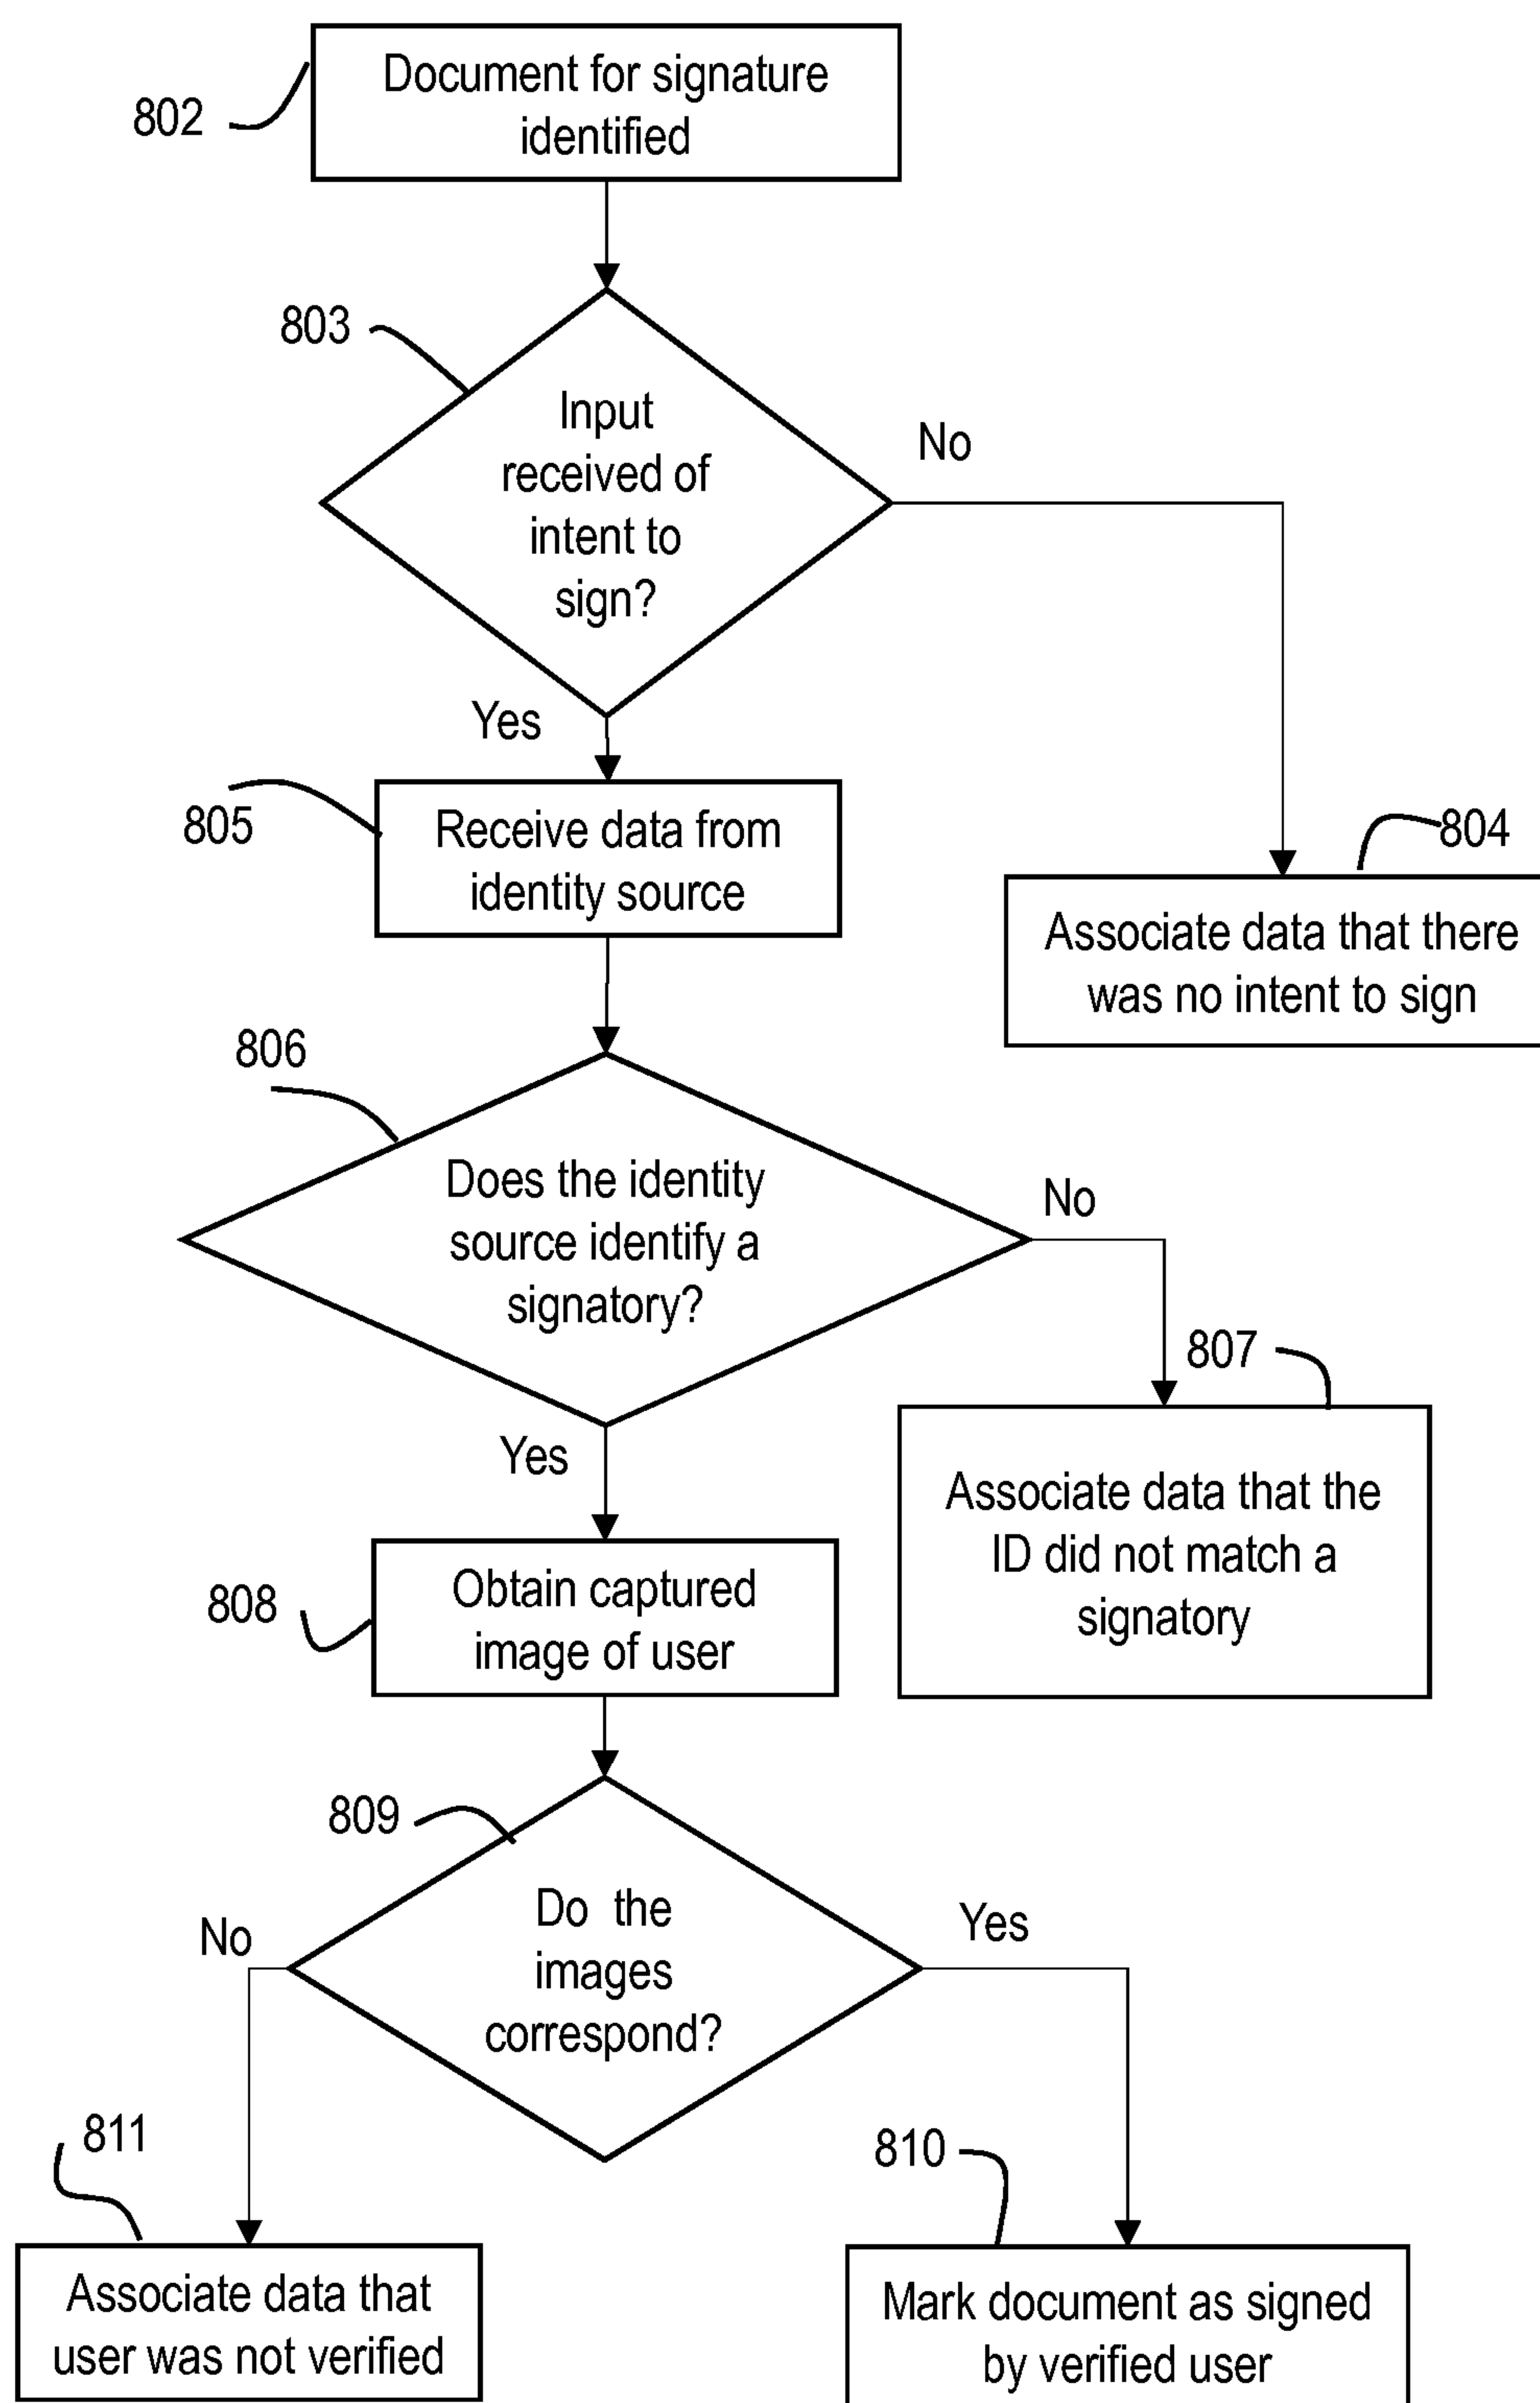 802
Document for signature
identified
803
Input
received of
intent to
sign?
No
Yes
805
Receive data from
identity source
804
Associate data that there
was no intent to sign
806
Does the identity
source identify a
signatory?
No
Yes
807
Associate data that the
ID did not match a
signatory
808
Obtain captured
image of user
809
Do the
images
correspond?
No
Yes
811
Associate data that
user was not verified
810
Mark document as signed
by verified user